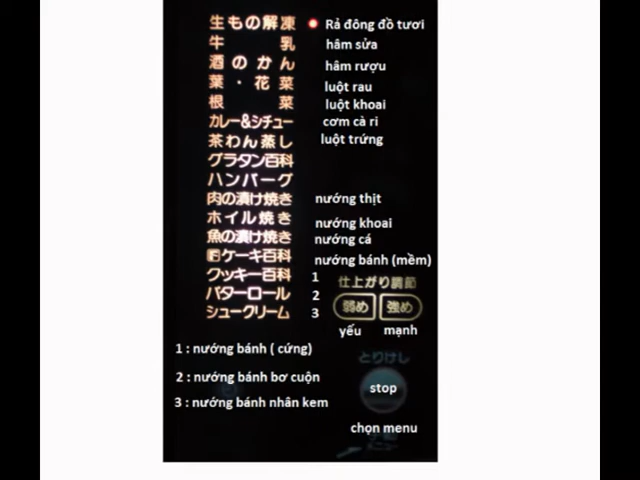 生もの解凍 Rả đông đồ tươi
牛乳 hâm sửa
酒のかん hâm rượu
葉・花菜 luột rau
根菜 luột khoai
カレー&シチュー cơm cà ri
茶わん蒸し luột trứng
グラタン百科
ハンバーグ
肉の漬け焼き nướng thịt
ホイル焼き nướng khoai
魚の漬け焼き nướng cá
ケーキ百科 nướng bánh (mềm)
クッキー百科 1
バターロール 2
シュークリーム 3
仕上がり調節
弱め 強め
yếu mạnh
1 : nướng bánh ( cứng)
とりけし
2 : nướng bánh bơ cuộn
stop
3 : nướng bánh nhân kem
chọn menu
メニュー